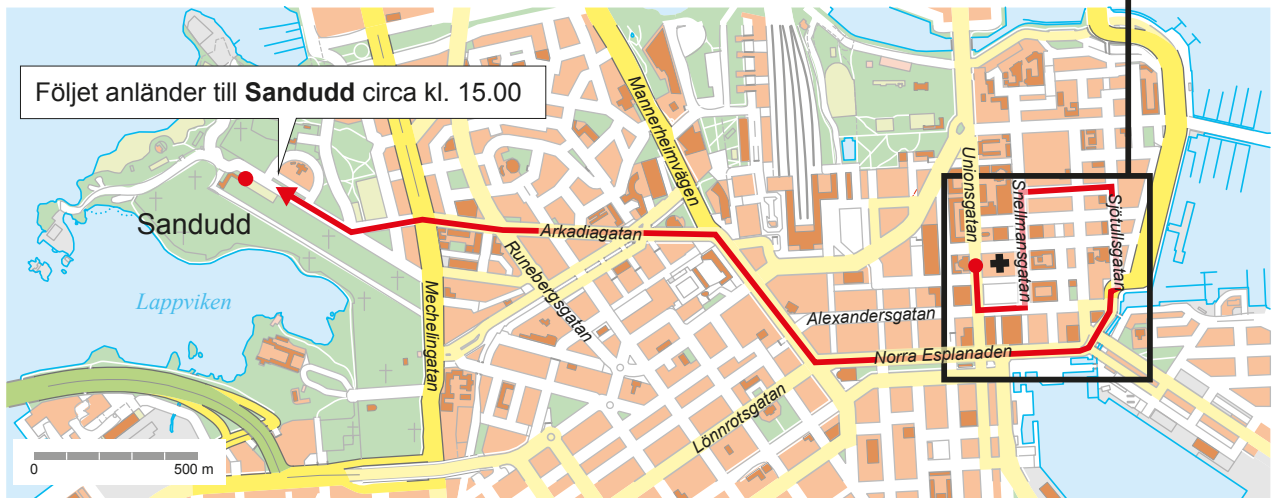 Följet anländer till Sandudd circa kl. 15.00
Mannerheimvägen
Unionsgatan
Snellmansgatan
Sjötullsgatan
Sandudd
Arkadiagatan
Runebergsgatan
Lappviken
Mechelingatan
Alexandersgatan
Norra Esplanaden
Lönnrotsgatan
0 500 m